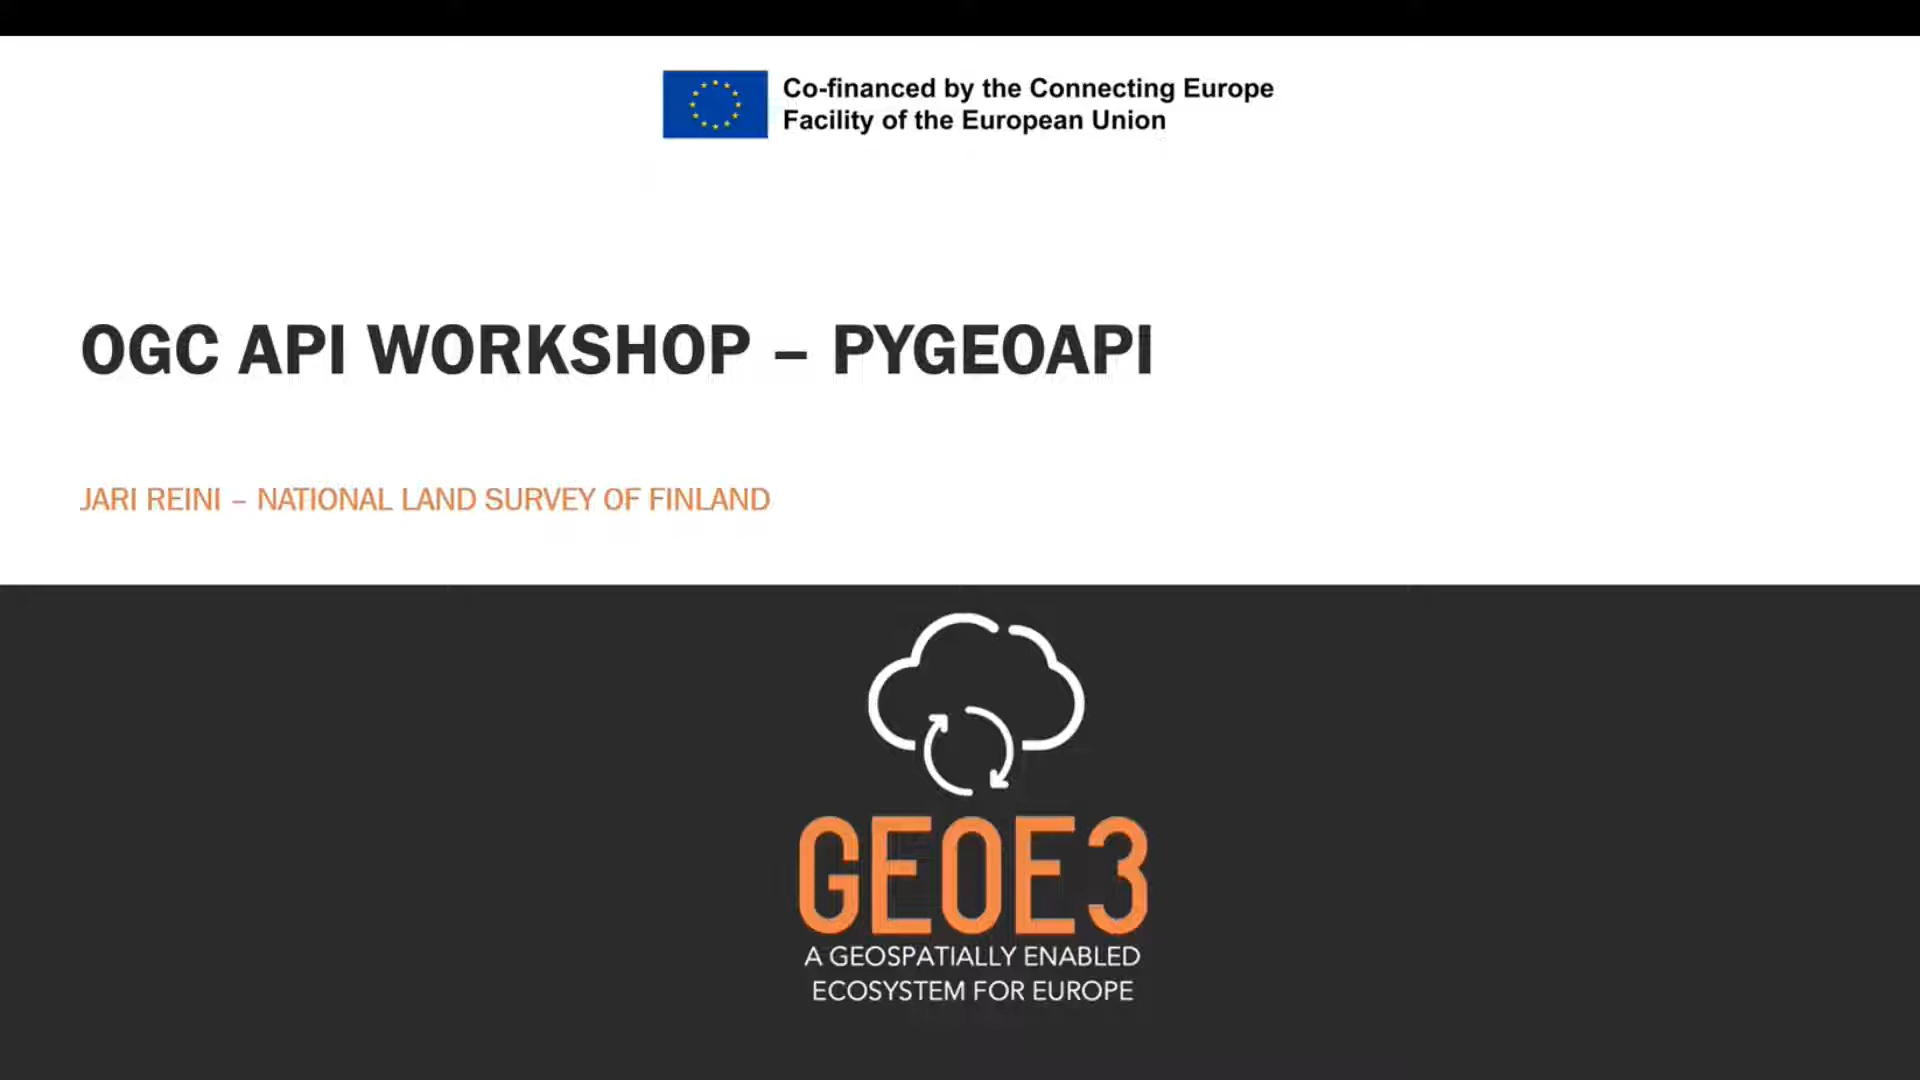 Co-financed by the Connecting Europe
Facility of the European Union
OGC API WORKSHOP – PYGEOAPI
JARI REINI – NATIONAL LAND SURVEY OF FINLAND
GEOE3
A GEOSPATIALLY ENABLED
ECOSYSTEM FOR EUROPE